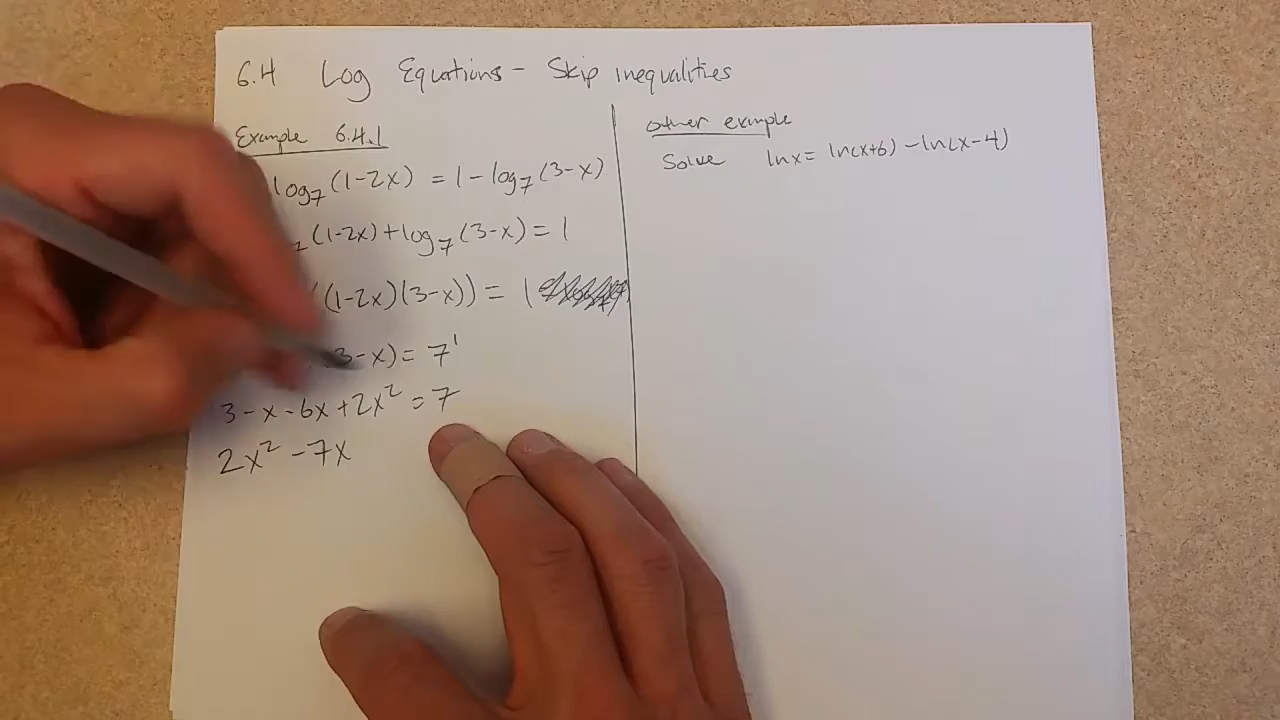 6.4 Log Equations - Skip inequalities
Example 6.4.1
log₇(1-2x) = 1 - log₇(3-x)
₇(1-2x) + log₇(3-x) = 1
((1-2x)(3-x)) = 1
3-x) = 7¹
3 - x - 6x + 2x² = 7
2x² - 7x
other example
Solve ln x = ln(x+6) - ln(x-4)